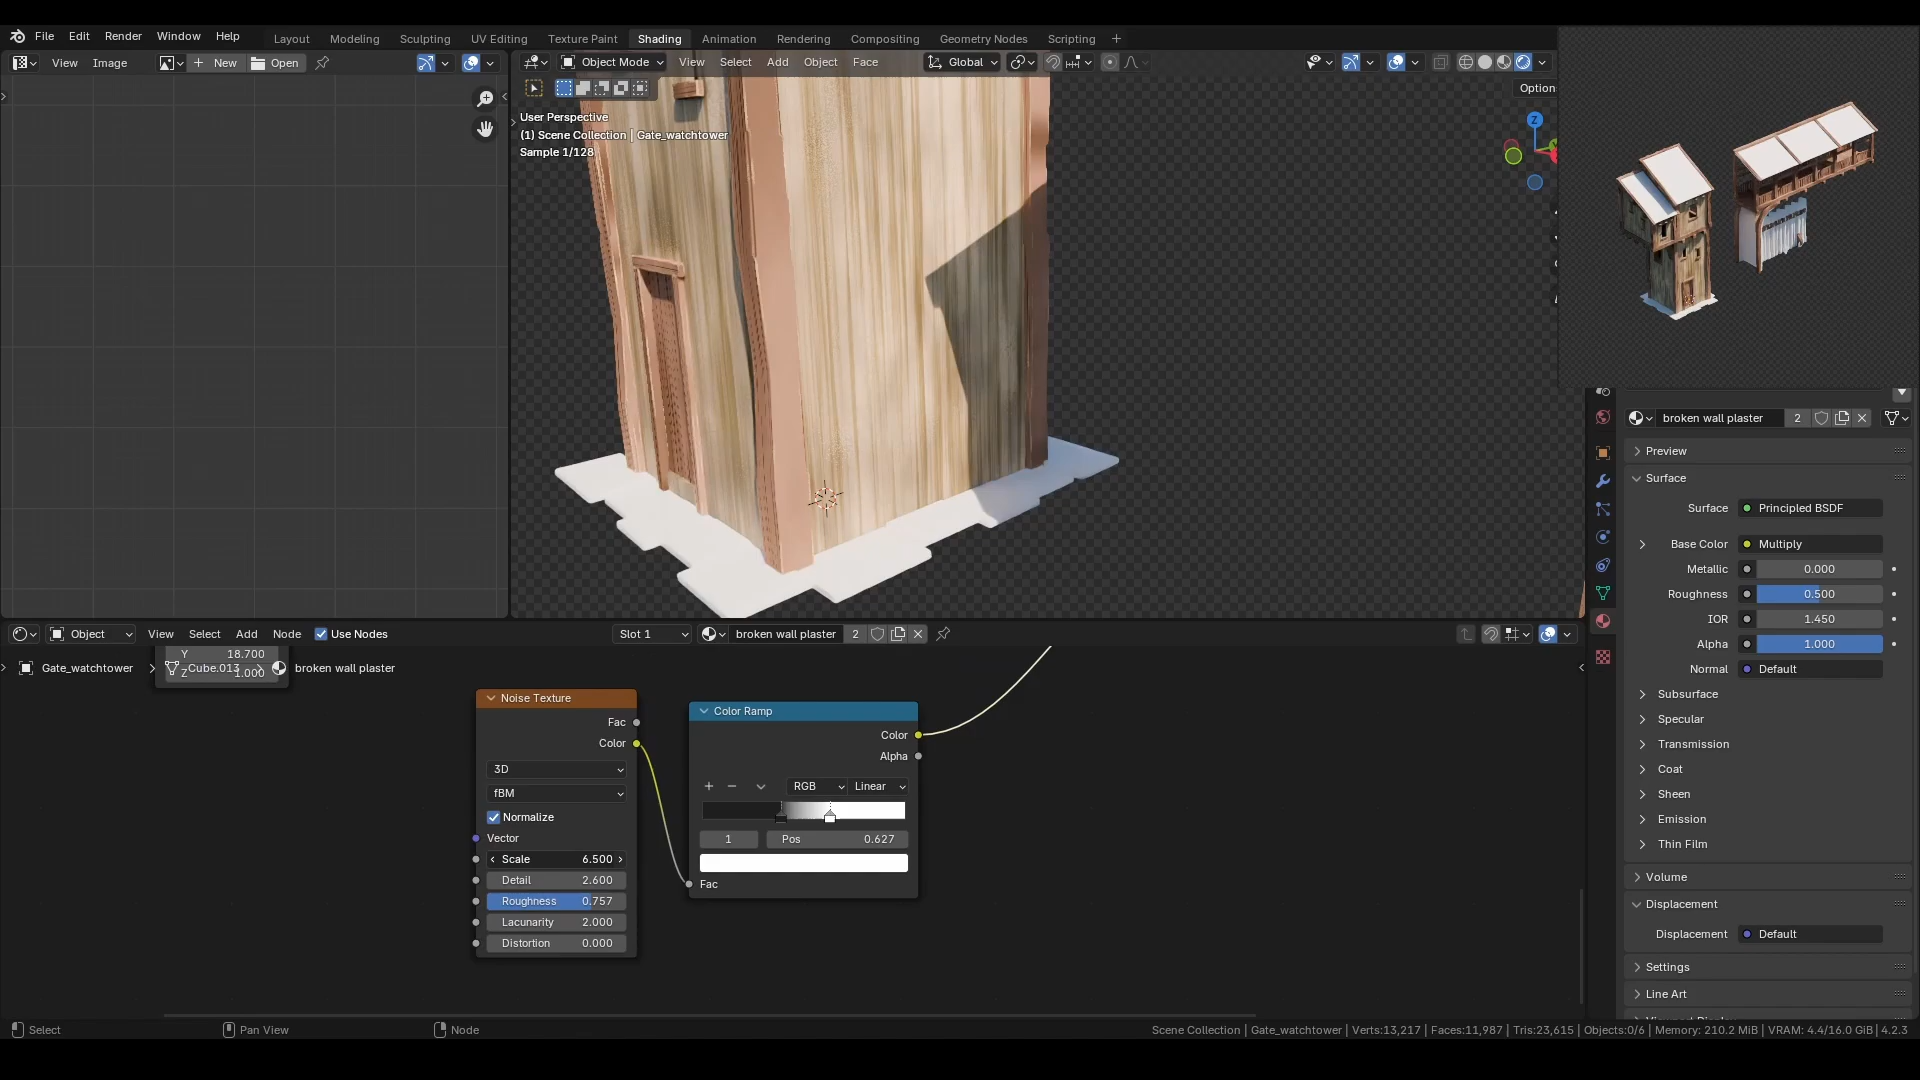 File Edit Render Window Help
Layout Modeling Sculpting UV Editing Texture Paint Shading Animation Rendering Compositing Geometry Nodes Scripting +
View Image + New Open
Object Mode View Select Add Object Face Global
Option
User Perspective
(1) Scene Collection | Gate_watchtower
Sample 1/128
Z
broken wall plaster 2
Preview
Surface
Surface Principled BSDF
Base Color Multiply
Metallic 0.000
Roughness 0.500
IOR 1.450
Alpha 1.000
Normal Default
Subsurface
Specular
Transmission
Coat
Sheen
Emission
Thin Film
Volume
Displacement
Displacement Default
Settings
Line Art
Object View Select Add Node Use Nodes Slot 1 broken wall plaster 2
Y 18.700
Z 1.000
Gate_watchtower > Cube.013 > broken wall plaster
Noise Texture
Fac
Color
3D
fBM
Normalize
Vector
Scale 6.500
Detail 2.600
Roughness 0.757
Lacunarity 2.000
Distortion 0.000
Color Ramp
Color
Alpha
+ − RGB Linear
1 Pos 0.627
Fac
Select Pan View Node
Scene Collection | Gate_watchtower | Verts:13,217 | Faces:11,987 | Tris:23,615 | Objects:0/6 | Memory: 210.2 MiB | VRAM: 4.4/16.0 GiB | 4.2.3